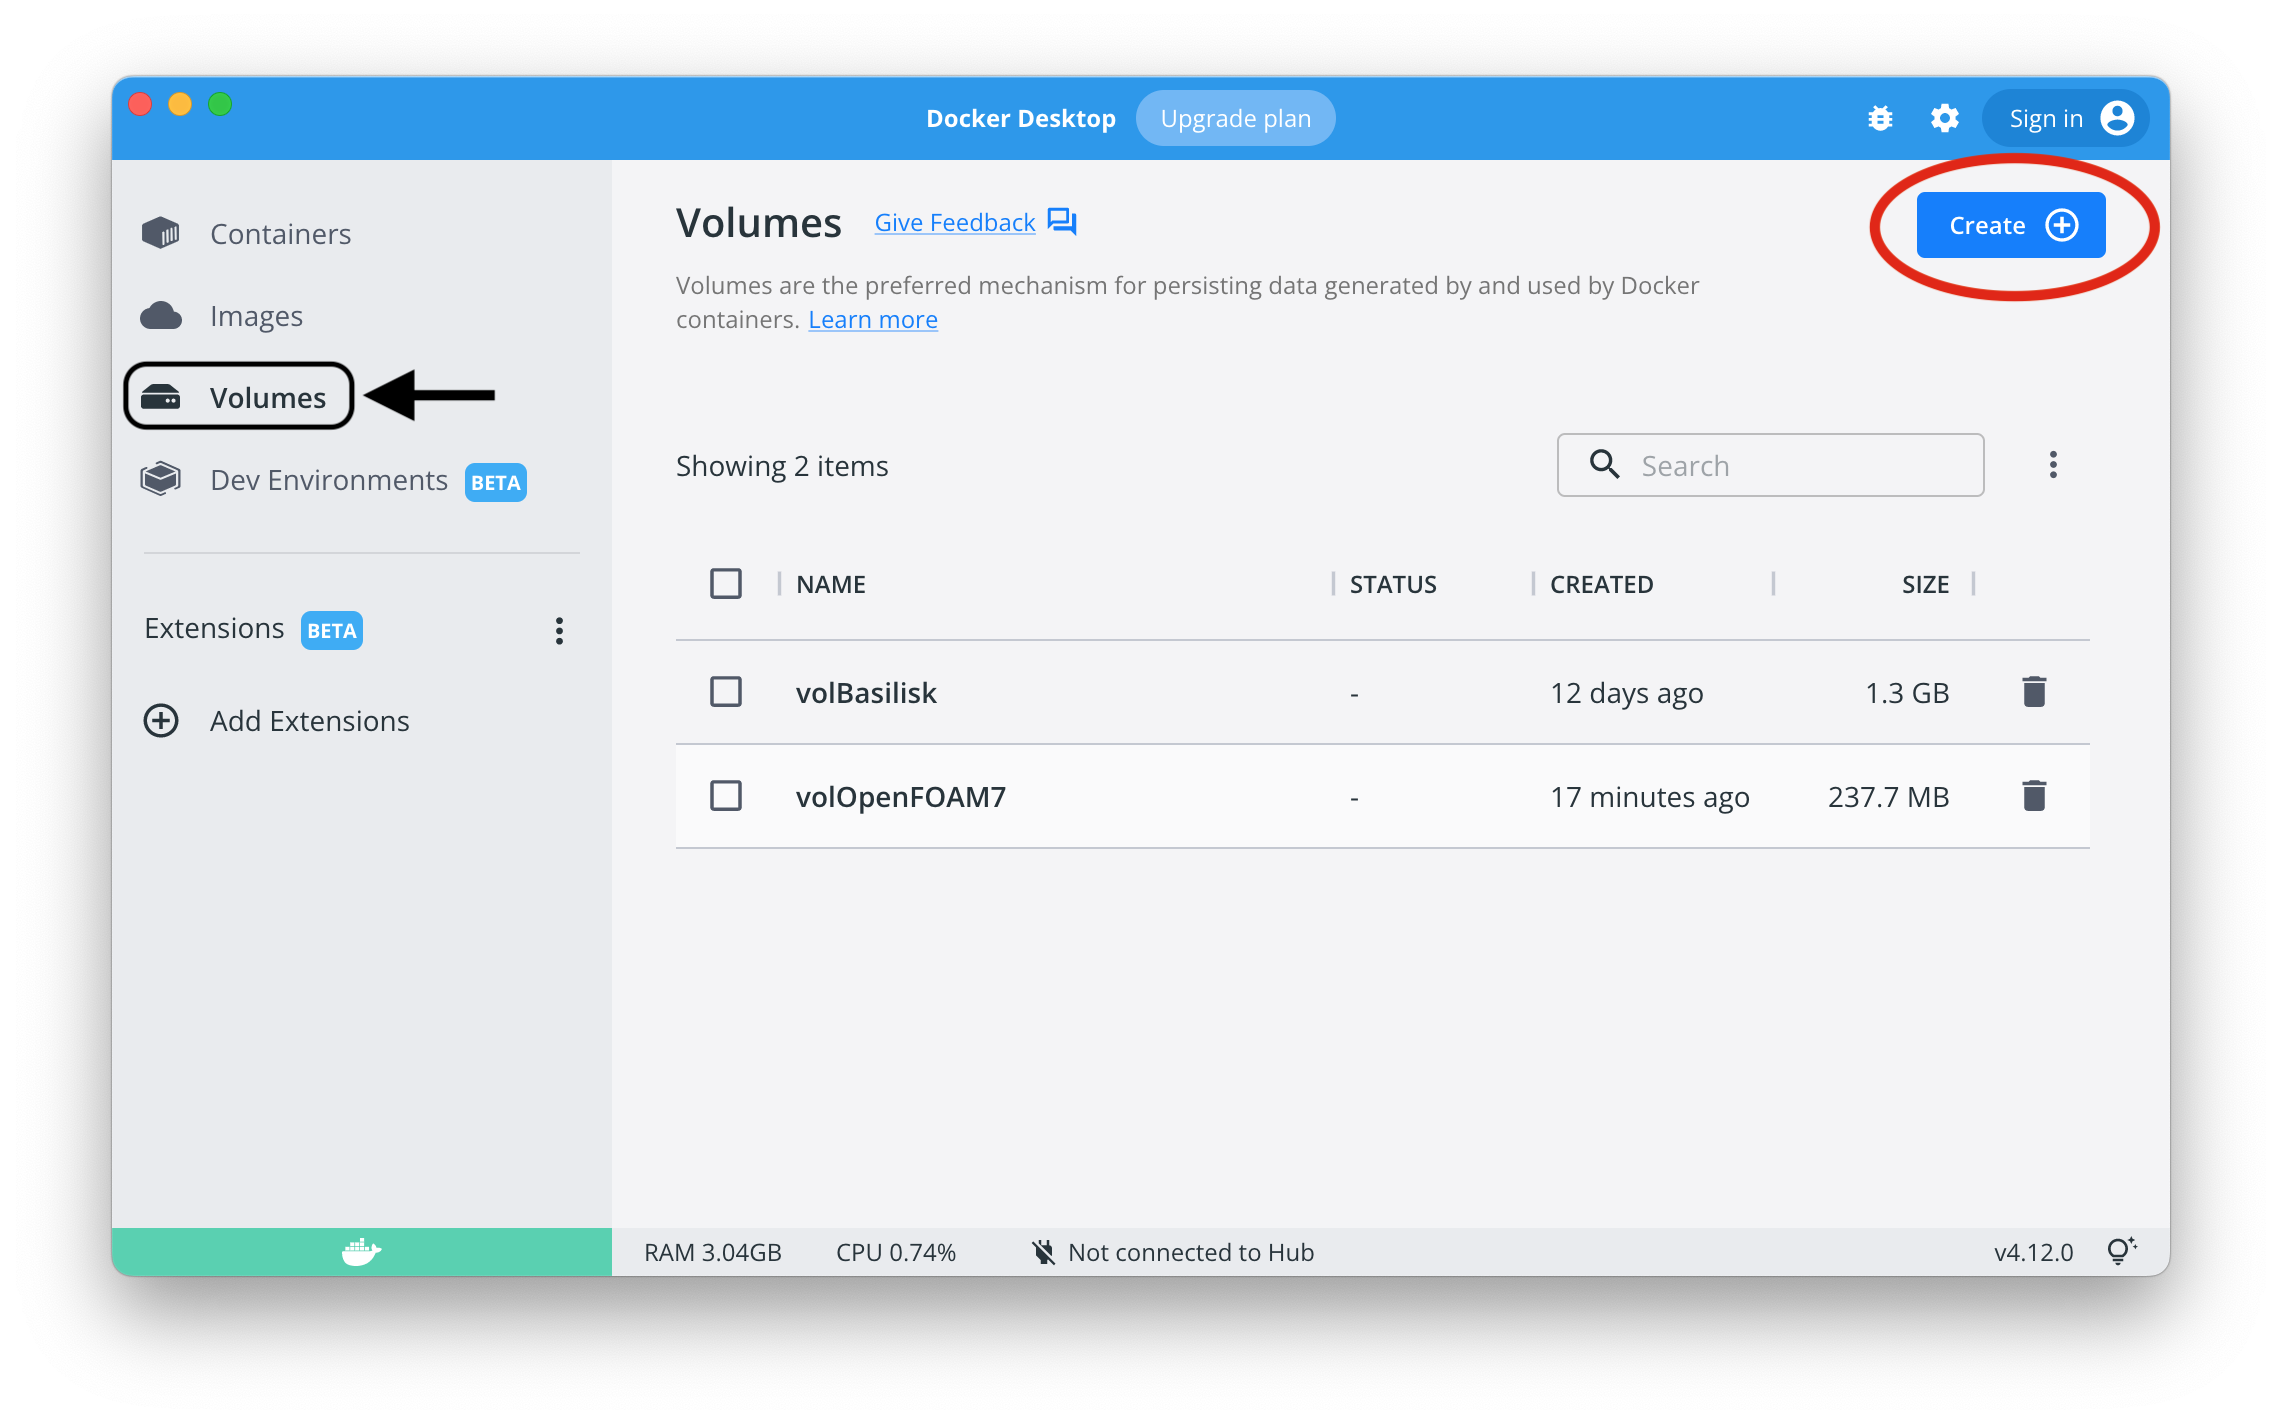 Docker Desktop Upgrade plan Sign in
Containers
Images
Volumes
Dev Environments BETA
Extensions BETA
Add Extensions
Volumes Give Feedback
Create
Volumes are the preferred mechanism for persisting data generated by and used by Docker
containers. Learn more
Showing 2 items
Search
NAME STATUS CREATED SIZE
volBasilisk - 12 days ago 1.3 GB
volOpenFOAM7 - 17 minutes ago 237.7 MB
RAM 3.04GB CPU 0.74% Not connected to Hub v4.12.0